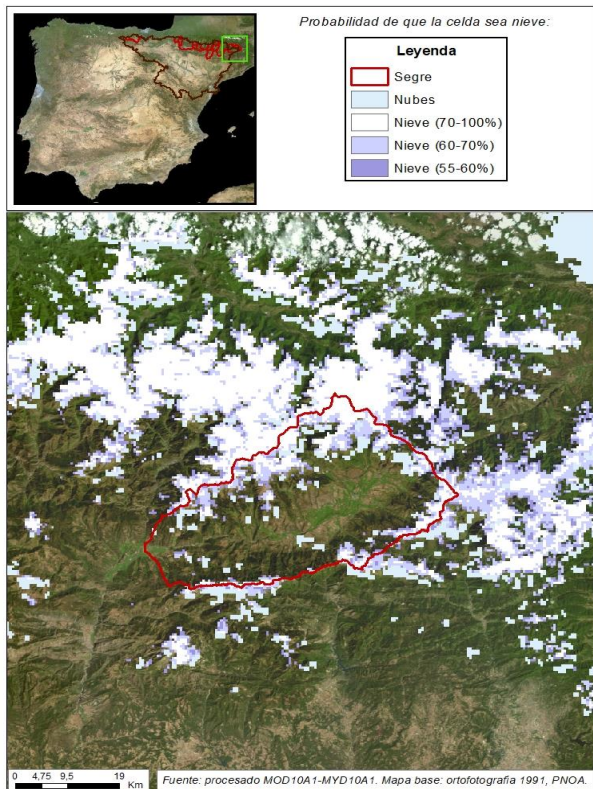 Probabilidad de que la celda sea nieve:
Leyenda
Segre
Nubes
Nieve (70-100%)
Nieve (60-70%)
Nieve (55-60%)
0 4,75 9,5 19
Km
Fuente: procesado MOD10A1-MYD10A1. Mapa base: ortofotografia 1991, PNOA.